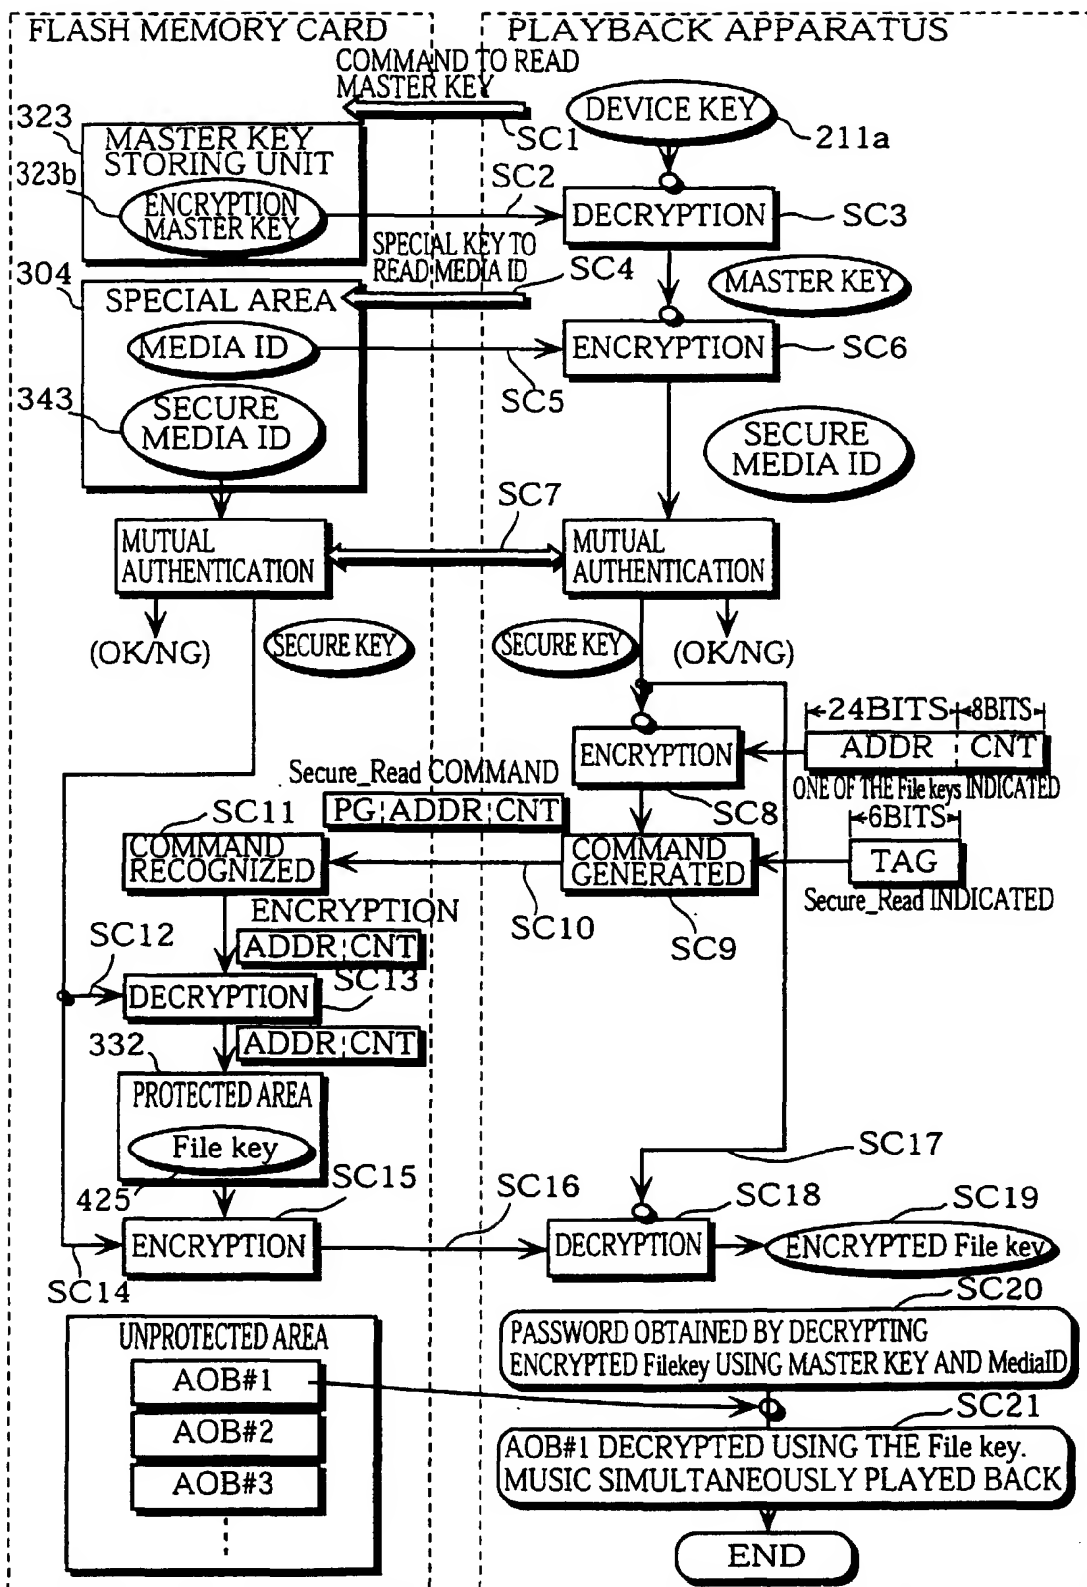 FLASH MEMORY CARD
PLAYBACK APPARATUS
COMMAND TO READ
MASTER KEY
SC1
DEVICE KEY
211a
323
MASTER KEY
STORING UNIT
323b
ENCRYPTION
MASTER KEY
SC2
DECRYPTION
SC3
SPECIAL KEY TO
READ MEDIA ID
SC4
MASTER KEY
304
SPECIAL AREA
MEDIA ID
SC5
ENCRYPTION
SC6
343
SECURE
MEDIA ID
SECURE
MEDIA ID
SC7
MUTUAL
AUTHENTICATION
MUTUAL
AUTHENTICATION
(OK/NG)
SECURE KEY
SECURE KEY
(OK/NG)
24BITS
8BITS
ENCRYPTION
ADDR CNT
ONE OF THE File keys INDICATED
SC8
Secure_Read COMMAND
PG ADDR CNT
SC11
COMMAND
RECOGNIZED
SC10
COMMAND
GENERATED
SC9
6BITS
TAG
Secure_Read INDICATED
ENCRYPTION
ADDR CNT
SC12
SC13
DECRYPTION
ADDR CNT
332
PROTECTED AREA
File key
425
SC15
ENCRYPTION
SC14
SC16
SC17
SC18
DECRYPTION
SC19
ENCRYPTED File key
SC20
PASSWORD OBTAINED BY DECRYPTING
ENCRYPTED Filekey USING MASTER KEY AND MediaID
UNPROTECTED AREA
AOB#1
AOB#2
AOB#3
SC21
AOB#1 DECRYPTED USING THE File key.
MUSIC SIMULTANEOUSLY PLAYED BACK
END